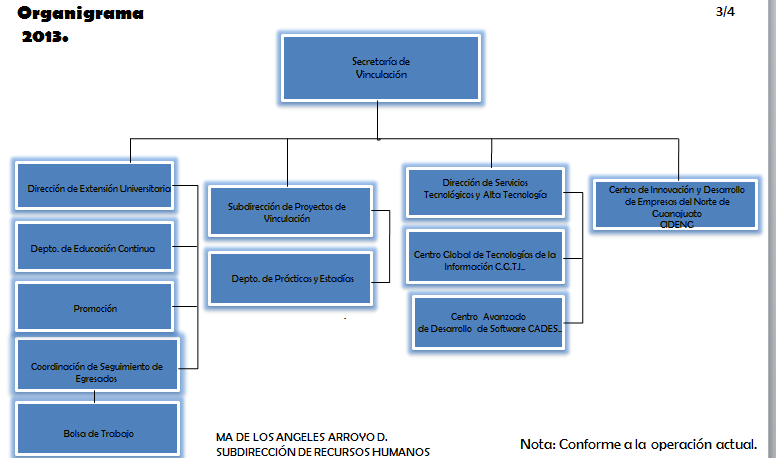 Organigrama
2013.
3/4
Secretaría de
Vinculación
Dirección de Extensión Universitaria
Depto. de Educación Continua
Promoción
Coordinación de Seguimiento de
Egresados
Bolsa de Trabajo
Subdirección de Proyectos de
Vinculación
Depto. de Prácticas y Estadías
Dirección de Servicios
Tecnológicos y Alta Tecnología
Centro Global de Tecnologías de la
Información C.G.T.I..
Centro Avanzado
de Desarrollo de Software CADES..
Centro de Innovación y Desarrollo
de Empresas del Norte de
Guanajuato
CIDENG
MA DE LOS ANGELES ARROYO D.
SUBDIRECCIÓN DE RECURSOS HUMANOS
Nota: Conforme a la operación actual.